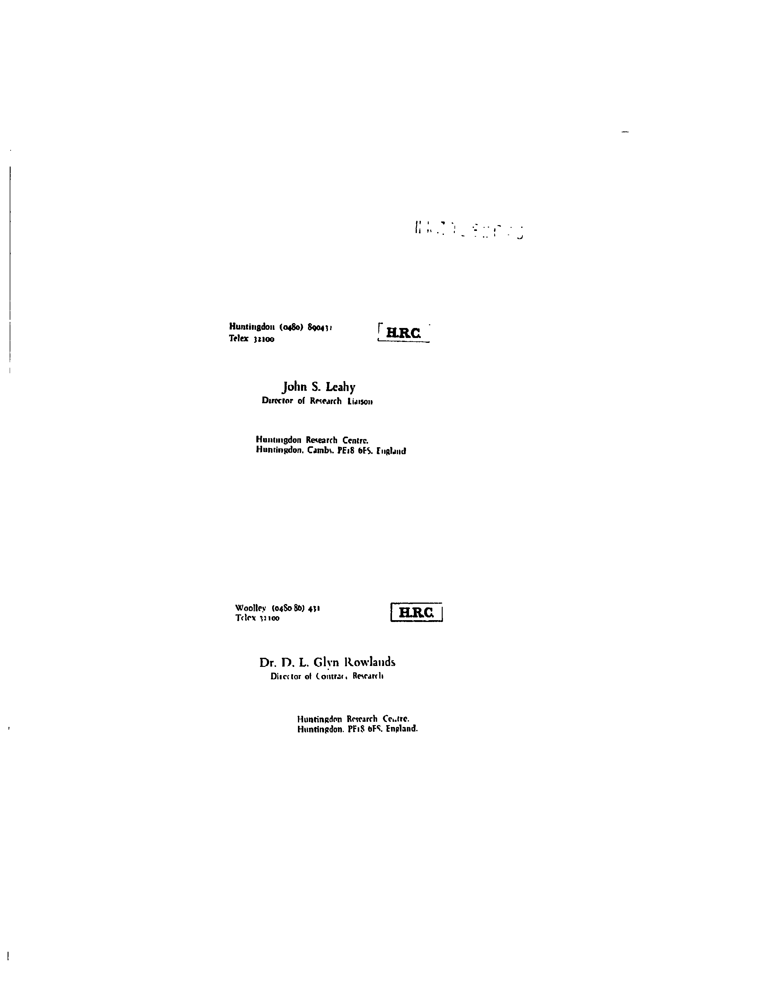 Huntingdon (0480) 890431
Telex 32100
H.R.C.
John S. Leahy
Director of Research Liaison
Huntingdon Research Centre,
Huntingdon, Cambs. PE18 6ES, England
Woolley (0480 80) 431
Telex 32100
H.R.C.
Dr. D. L. Glyn Rowlands
Director of Contract Research
Huntingdon Research Centre,
Huntingdon, PE18 6ES, England.